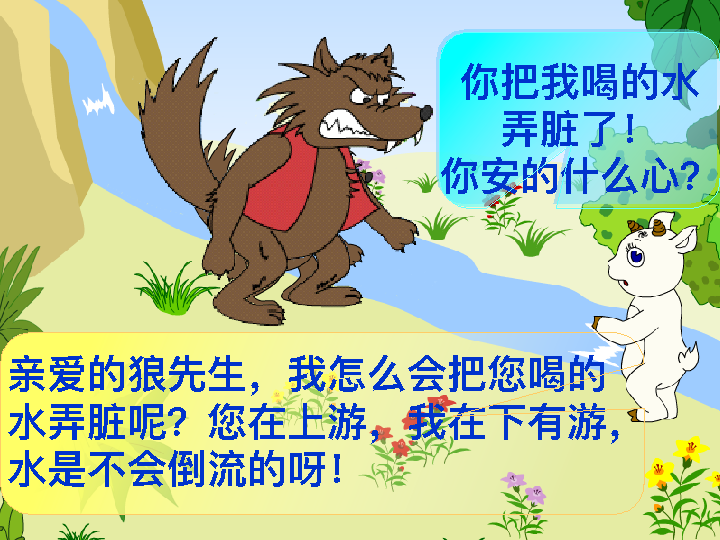 你把我喝的水
弄脏了！
你安的什么心？
亲爱的狼先生，我怎么会把您喝的
水弄脏呢？您在上游，我在下有游，
水是不会倒流的呀！